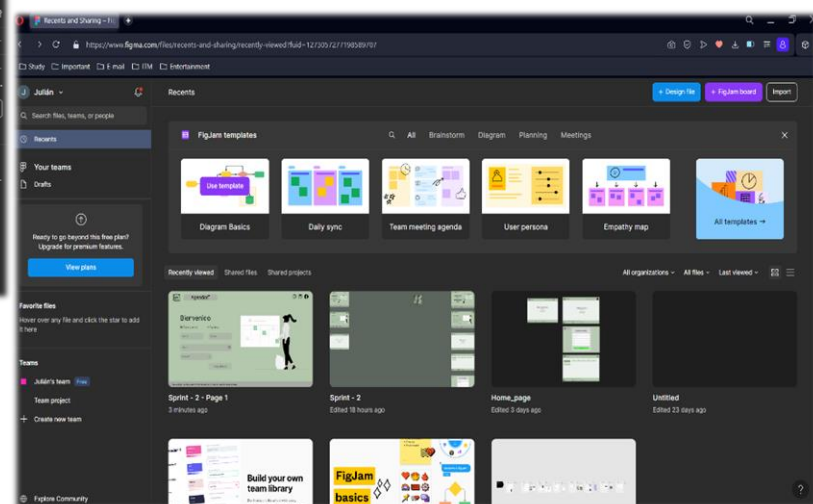 Recents and Sharing – Fi
https://www.figma.com/files/recents-and-sharing/recently-viewed?fuid=1273057277198589707
Study
Important
E mail
ITM
Entertainment
Julián
Recents
+ Design file
+ FigJam board
Import
Search files, teams, or people
Recents
Your teams
Drafts
Ready to go beyond this free plan?
Upgrade for premium features.
View plans
Favorite files
Hover over any file and click the star to add
it here
Teams
Julián's team Free
Team project
+ Create new team
Explore Community
FigJam templates
All
Brainstorm
Diagram
Planning
Meetings
Use template
Diagram Basics
Daily sync
Team meeting agenda
User persona
Empathy map
All templates →
Recently viewed
Shared files
Shared projects
All organizations
All files
Last viewed
Bienvenido
Sprint - 2 - Page 1
3 minutes ago
Sprint - 2
Edited 18 hours ago
Home_page
Edited 3 days ago
Untitled
Edited 23 days ago
Build your own
team library
FigJam
basics
?